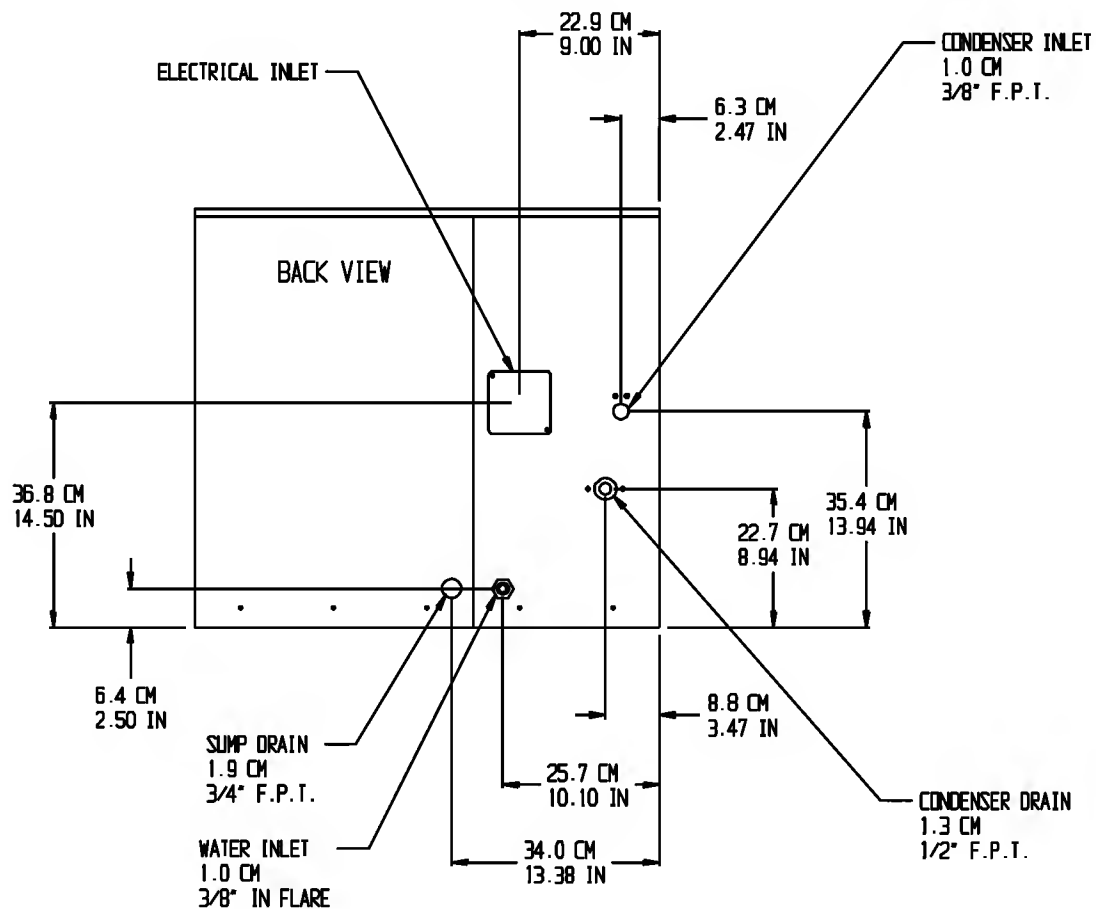 22.9 CM
9.00 IN
CONDENSER INLET
1.0 CM
3/8" F.P.T.
ELECTRICAL INLET
6.3 CM
2.47 IN
BACK VIEW
36.8 CM
14.50 IN
35.4 CM
13.94 IN
22.7 CM
8.94 IN
6.4 CM
2.50 IN
8.8 CM
3.47 IN
SUMP DRAIN
1.9 CM
3/4" F.P.T.
25.7 CM
10.10 IN
CONDENSER DRAIN
1.3 CM
1/2" F.P.T.
WATER INLET
1.0 CM
3/8" IN FLARE
34.0 CM
13.38 IN